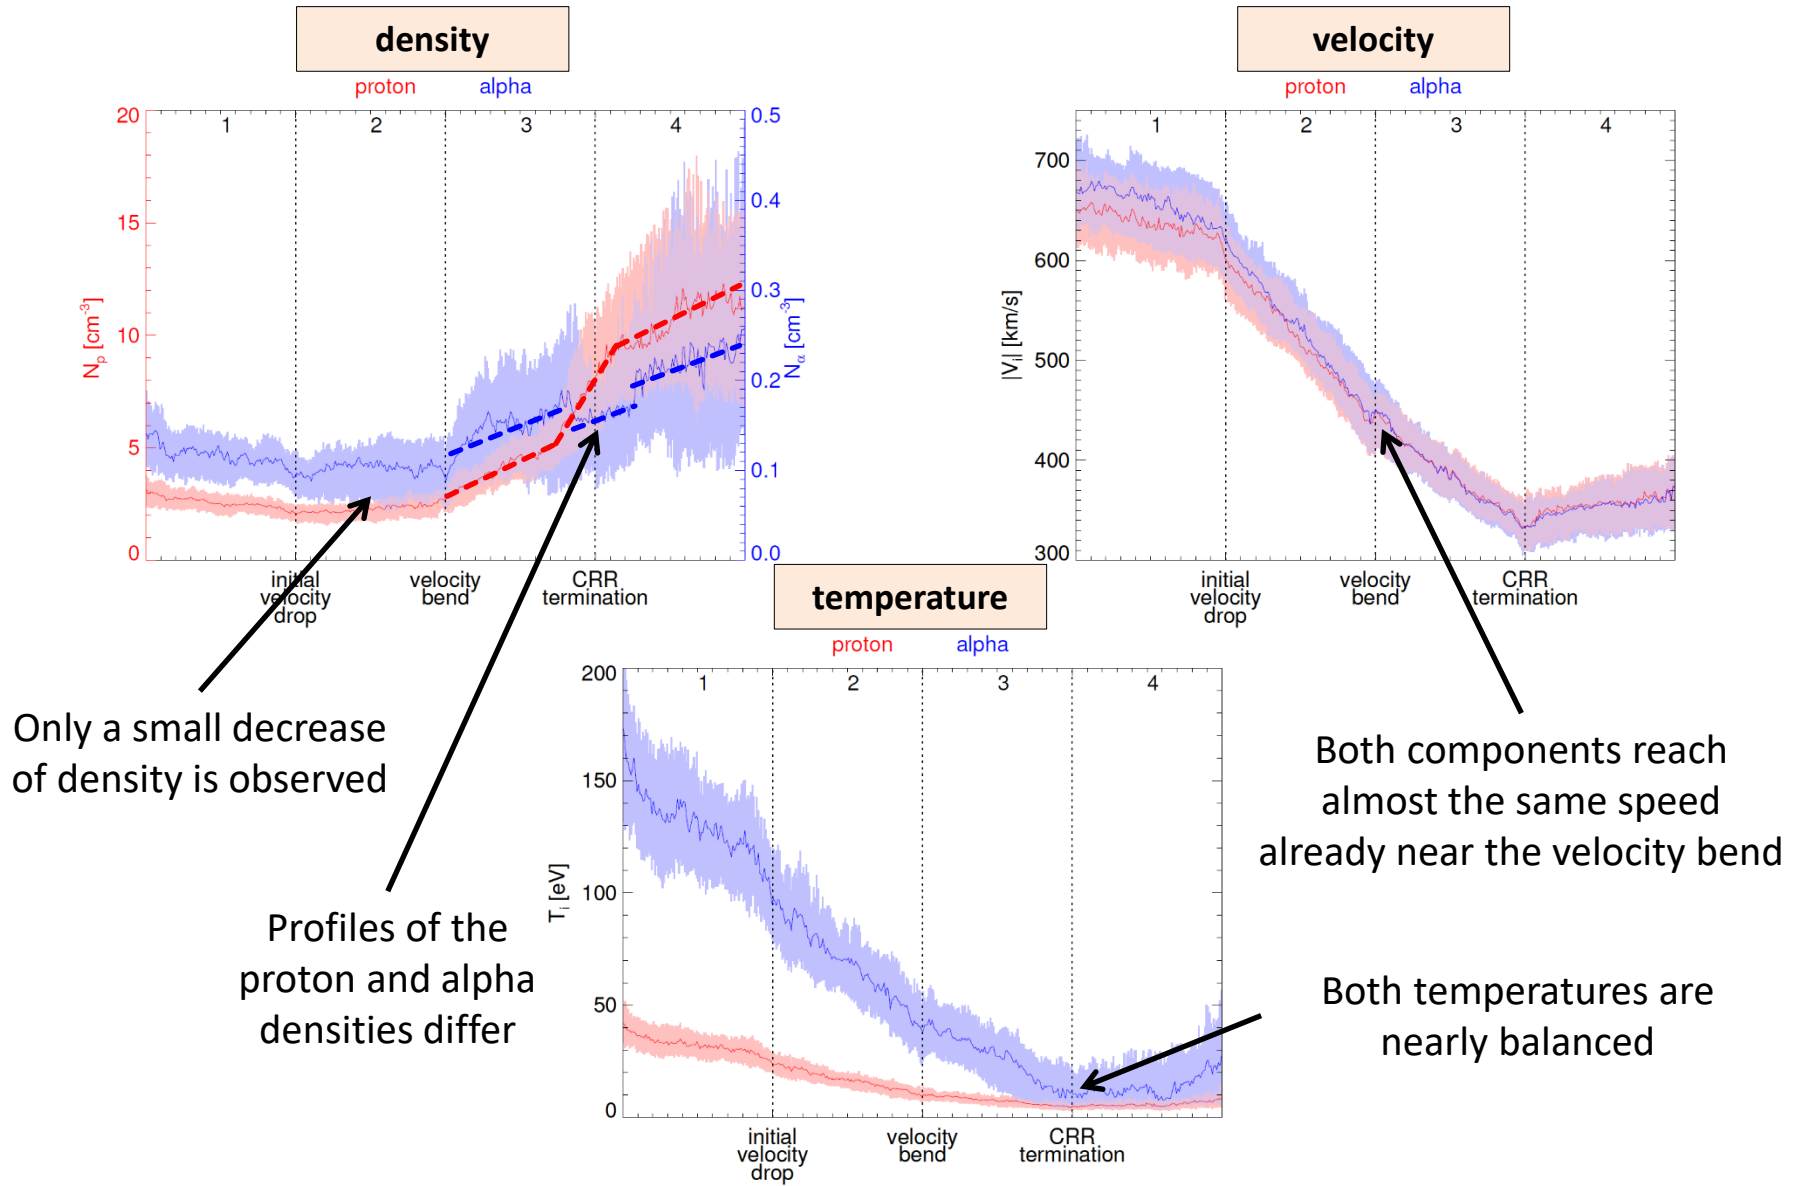 density
proton alpha
20
15
10
5
0
N_p [cm^-3]
1 2 3 4
0.5
0.4
0.3
0.2
0.1
0.0
N_α [cm^-3]
initial
velocity
drop
velocity
bend
CRR
termination
velocity
proton alpha
700
600
500
400
300
|V_i| [km/s]
1 2 3 4
initial
velocity
drop
velocity
bend
CRR
termination
temperature
proton alpha
200
150
100
50
0
T_i [eV]
1 2 3 4
initial
velocity
drop
velocity
bend
CRR
termination
Only a small decrease
of density is observed
Profiles of the
proton and alpha
densities differ
Both components reach
almost the same speed
already near the velocity bend
Both temperatures are
nearly balanced